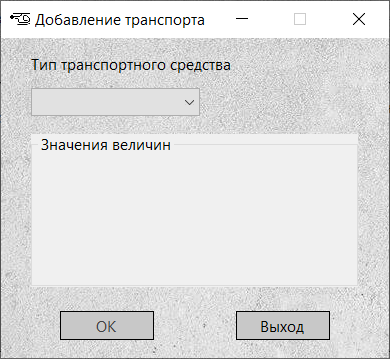 Добавление транспорта
Тип транспортного средства
Значения величин
OK
Выход